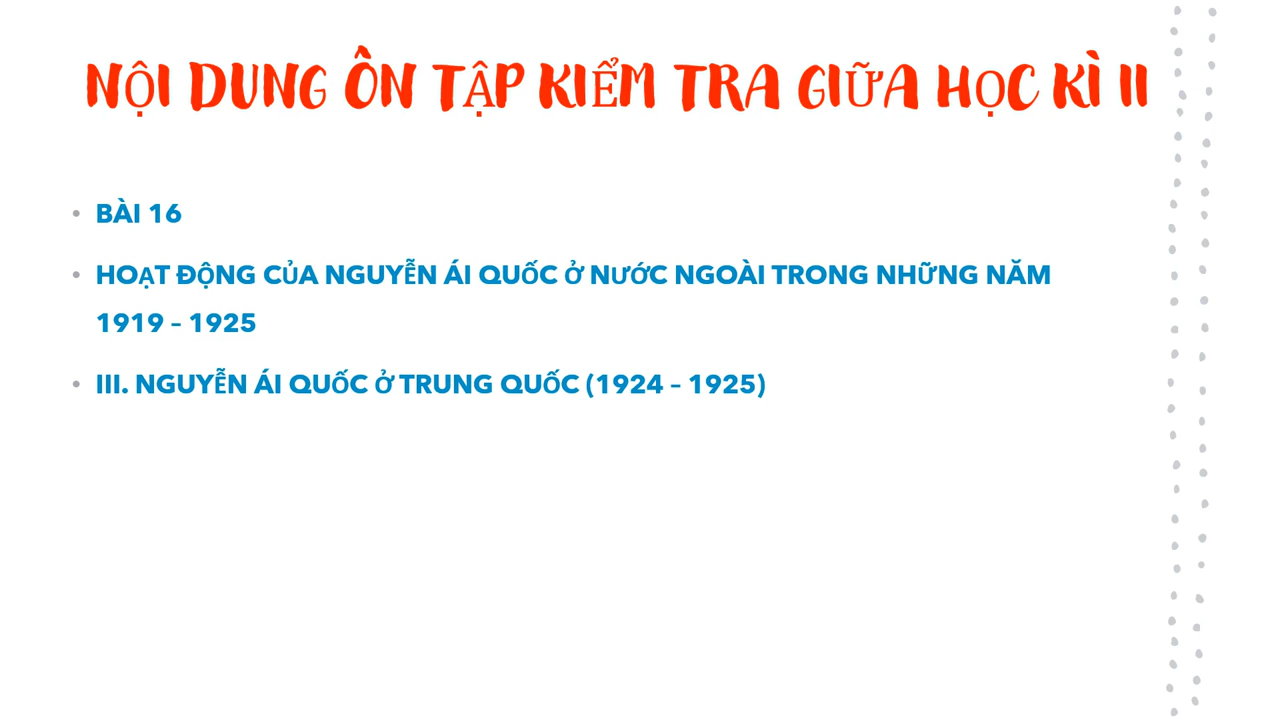 NỘI DUNG ÔN TẬP KIỂM TRA GIỮA HỌC KÌ II
• BÀI 16
• HOẠT ĐỘNG CỦA NGUYỄN ÁI QUỐC Ở NƯỚC NGOÀI TRONG NHỮNG NĂM
1919 – 1925
• III. NGUYỄN ÁI QUỐC Ở TRUNG QUỐC (1924 – 1925)